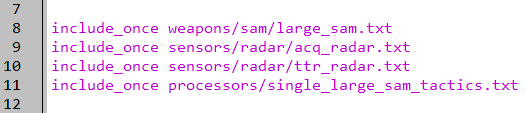 7
8 include_once weapons/sam/large_sam.txt
9 include_once sensors/radar/acq_radar.txt
10 include_once sensors/radar/ttr_radar.txt
11 include_once processors/single_large_sam_tactics.txt
12